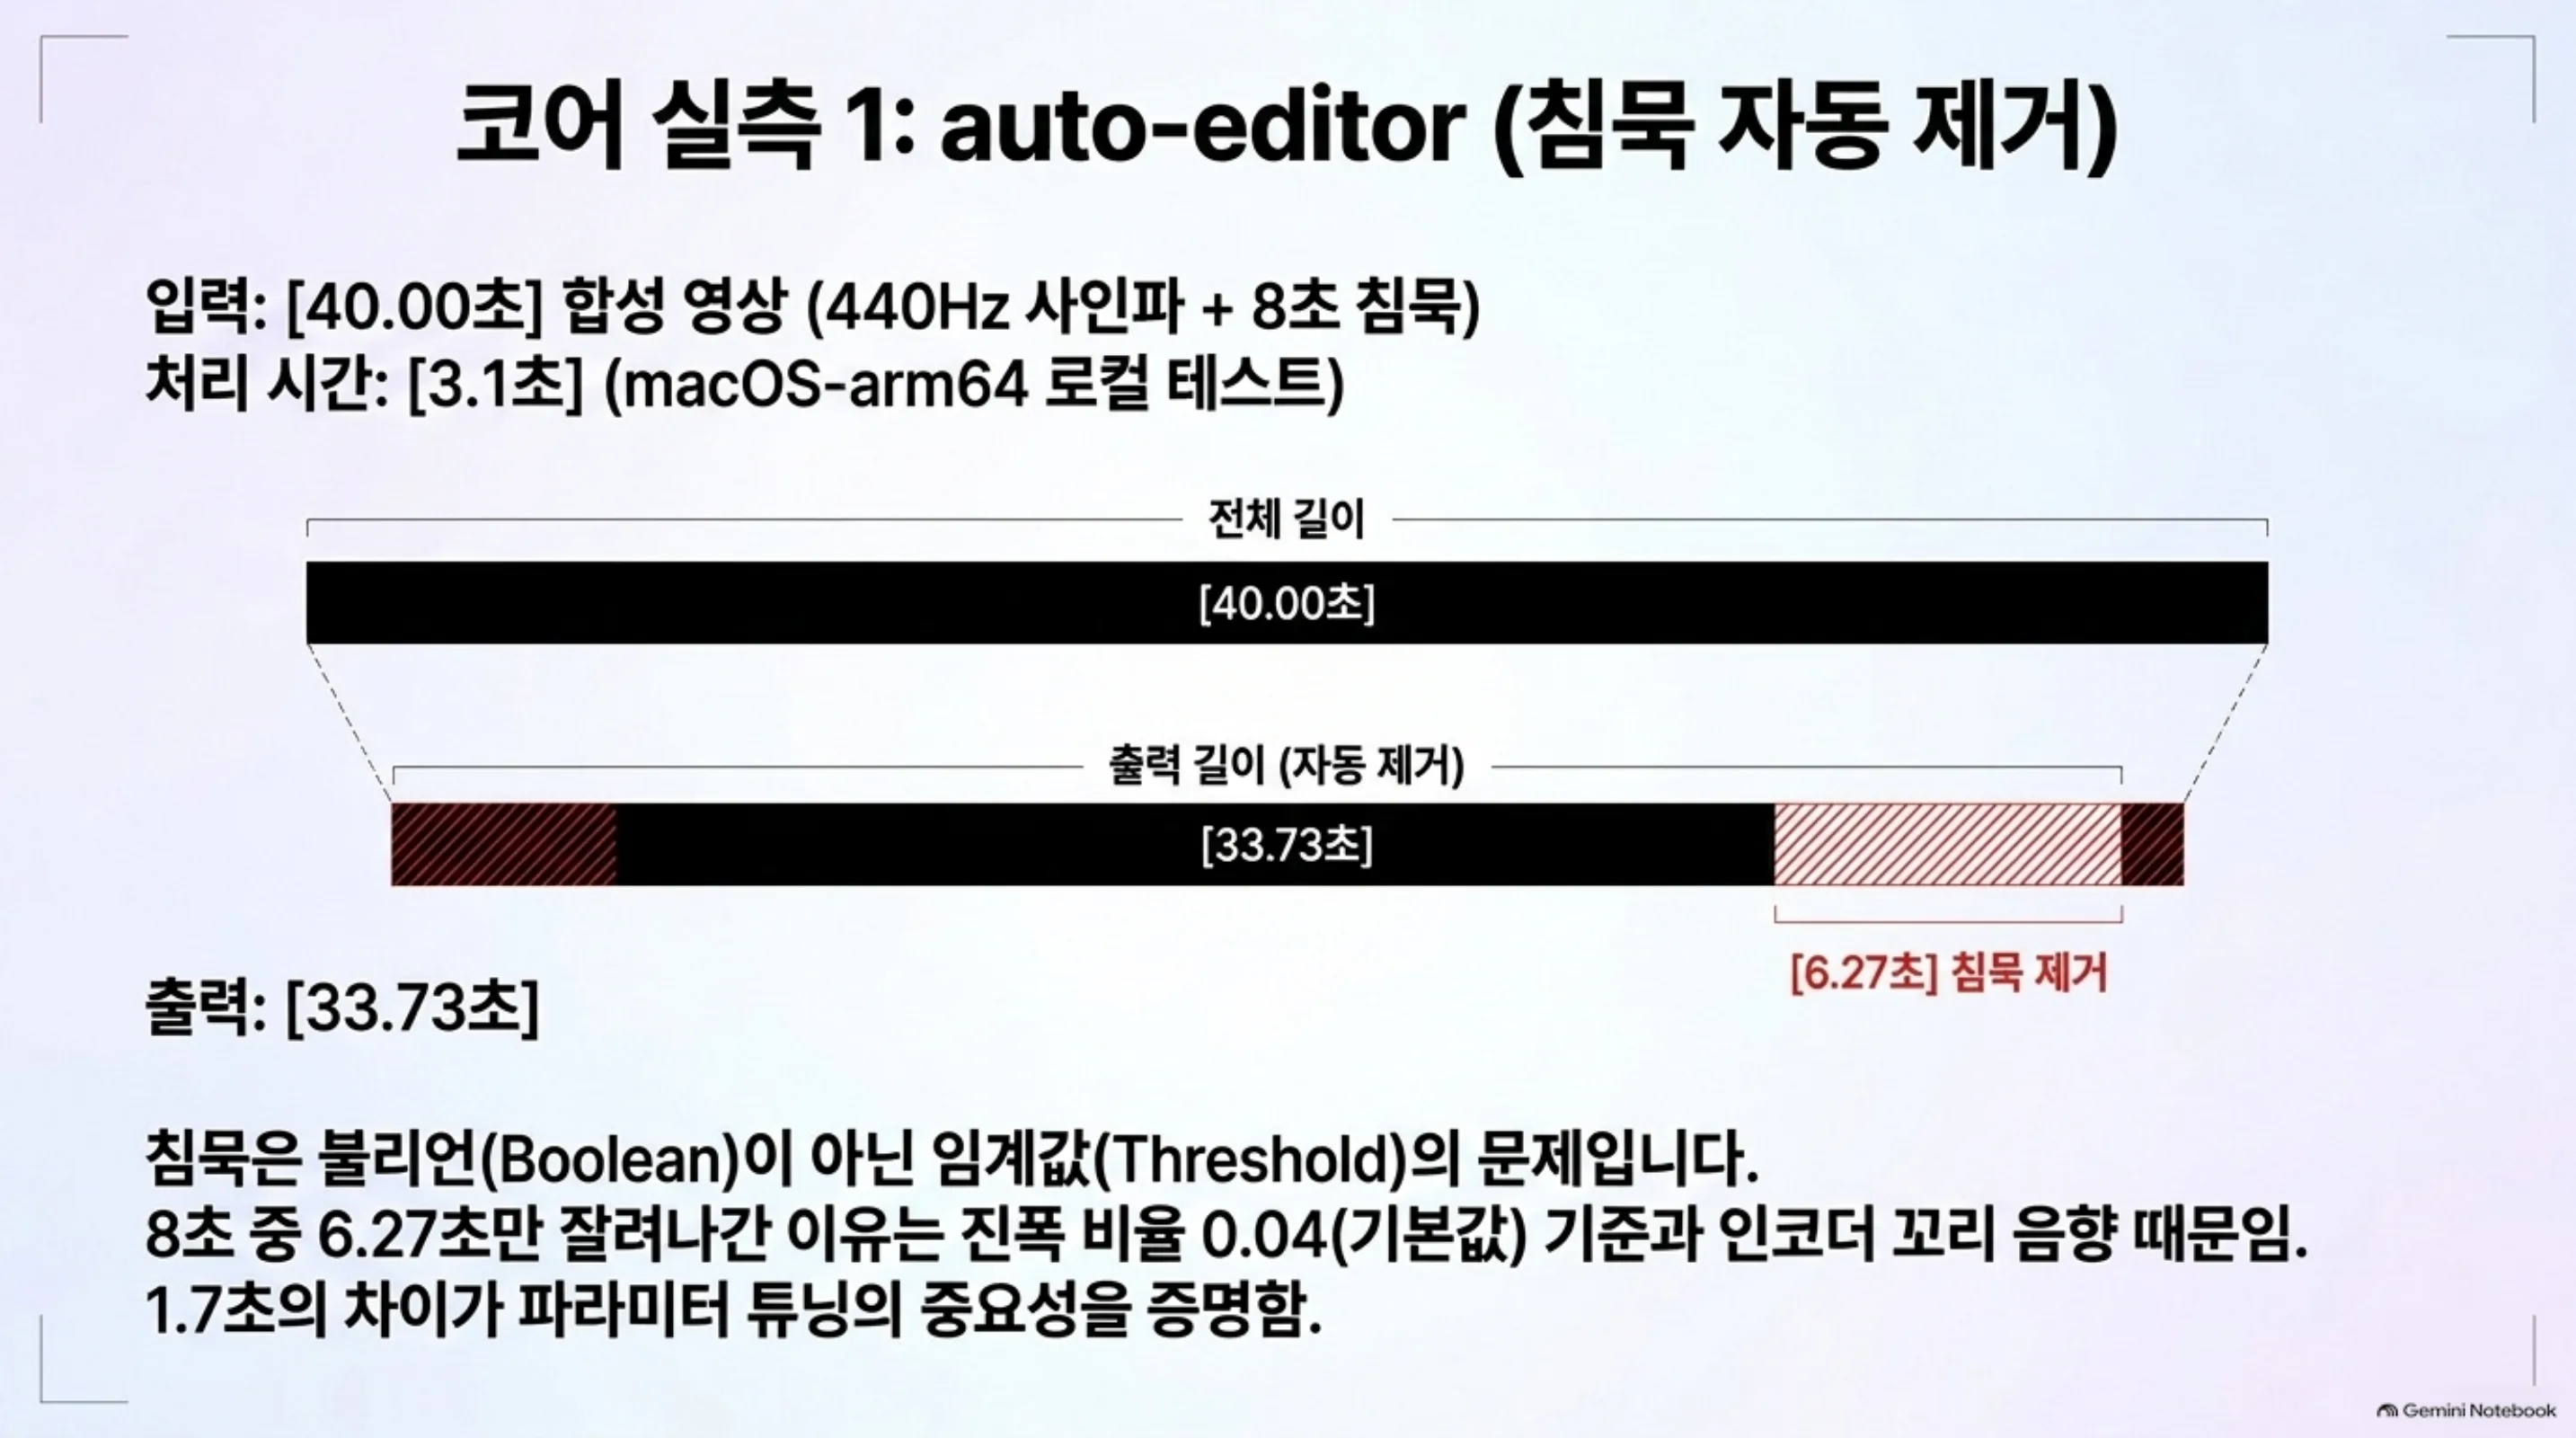 코어 실측 1: auto-editor (침묵 자동 제거)
입력: [40.00초] 합성 영상 (440Hz 사인파 + 8초 침묵)
처리 시간: [3.1초] (macOS-arm64 로컬 테스트)
전체 길이
[40.00초]
출력 길이 (자동 제거)
[33.73초]
[6.27초] 침묵 제거
출력: [33.73초]
침묵은 불리언(Boolean)이 아닌 임계값(Threshold)의 문제입니다.
8초 중 6.27초만 잘려나간 이유는 진폭 비율 0.04(기본값) 기준과 인코더 꼬리 음향 때문임.
1.7초의 차이가 파라미터 튜닝의 중요성을 증명함.
Gemini Notebook